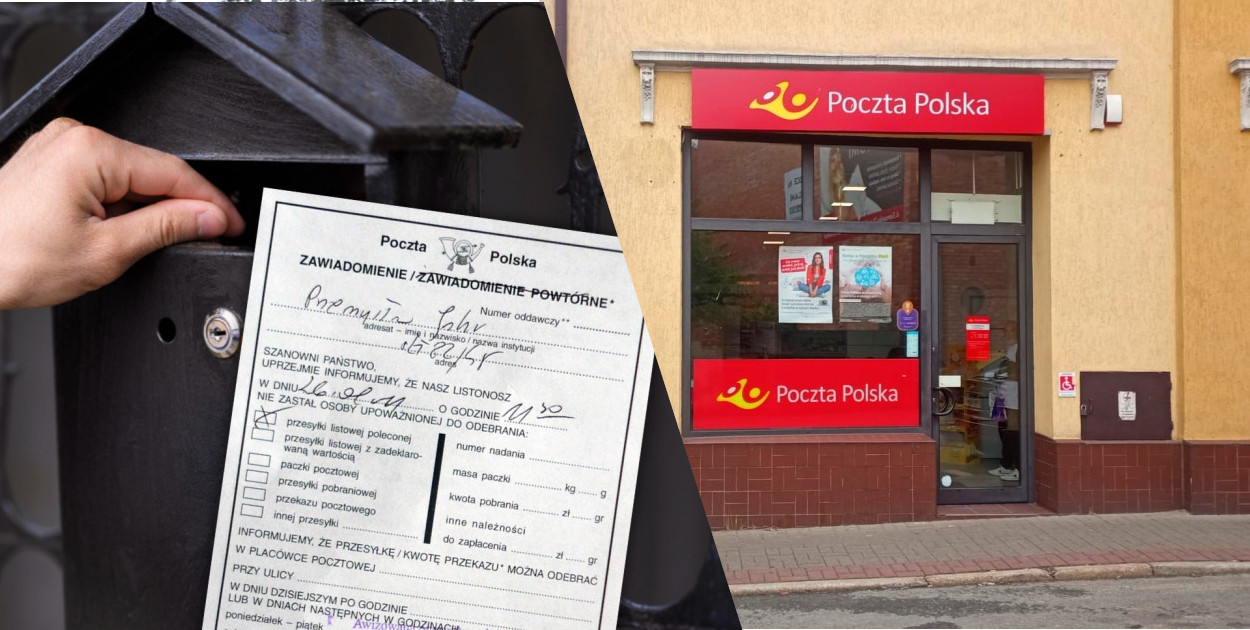 Poczta Polska
ZAWIADOMIENIE / ZAWIADOMIENIE POWTÓRNE*
Numer oddawczy**
adresat – imię i nazwisko / nazwa instytucji
adres
SZANOWNI PAŃSTWO,
UPRZEJMIE INFORMUJEMY, ŻE NASZ LISTONOSZ
W DNIU O GODZINIE 11 30
NIE ZASTAŁ OSOBY UPOWAŻNIONEJ DO ODEBRANIA:
przesyłki listowej poleconej
przesyłki listowej z zadeklaro-
waną wartością
paczki pocztowej
przesyłki pobraniowej
przekazu pocztowego
innej przesyłki
numer nadania
masa paczki kg g
kwota pobrania zł gr
inne należności
do zapłacenia zł gr
INFORMUJEMY, ŻE PRZESYŁKĘ / KWOTĘ PRZEKAZU* MOŻNA ODEBRAĆ
W PLACÓWCE POCZTOWEJ
PRZY ULICY
W DNIU DZISIEJSZYM PO GODZINIE
LUB W DNIACH NASTĘPNYCH W GODZINACH
poniedziałek – piątek
Poczta Polska
Poczta Polska